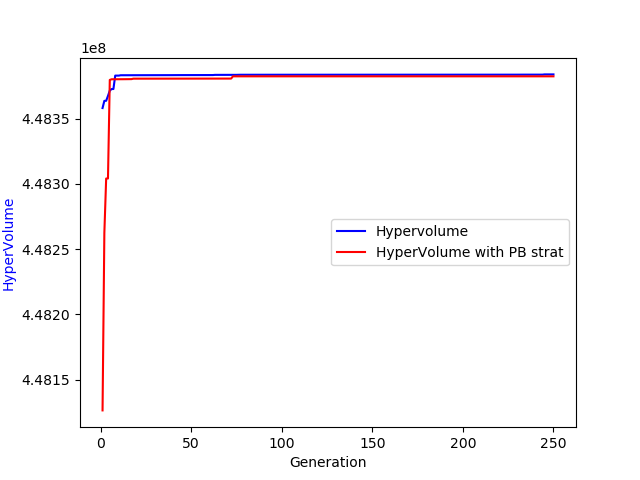 1e8
4.4835
4.4830
4.4825
4.4820
4.4815
HyperVolume
Hypervolume
HyperVolume with PB strat
0
50
100
150
200
250
Generation